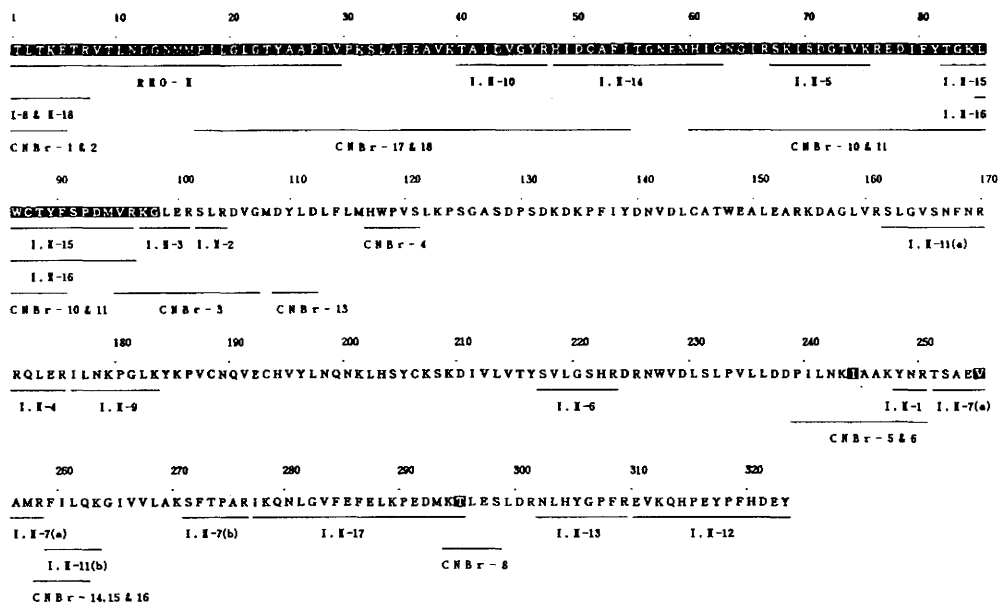 1 10 20 30 40 50 60 70 80
TLTKETRVTLNDGNMMPILGLGTYAAPDVPKSLAEEAVKTAIDVGYRHIDCAFITGNEMHIGNGIRSKISDGTVKREDIFYTGKL
RHO-K I.K-10 I.K-14 I.K-5 I.K-15
I-8 & K-18 I.K-16
CNBr-1 & 2 CNBr-17 & 18 CNBr-10 & 11
90 100 110 120 130 140 150 160 170
WCTYFSPDMVRKGLERSLRDVGMDYLDLFLMHWPVSLKPSGASDPSDKDKPFIYDNVDLCATWEALEARKDAGLVRSLGVSNFNR
I.K-15 I.K-3 I.K-2 CNBr-4 I.K-11(a)
I.K-16
CNBr-10 & 11 CNBr-3 CNBr-13
180 190 200 210 220 230 240 250
RQLERILNKPGLKYKPVCNQVECHVYLNQNKLHSYCKSKDIVLVTYSVLGSHRDRNWVDLSLPVLLDDPILNKIAAKYNRTSAEV
I.K-4 I.K-9 I.K-6 I.K-1 I.K-7(a)
CNBr-5 & 6
260 270 280 290 300 310 320
AMRFILQKGIVVLAKSFTPARIKQNLGVFEFELKPEDMKTLESLDRNLHYGPFREVKQHPEYPFHDEY
I.K-7(a) I.K-7(b) I.K-17 I.K-13 I.K-12
I.K-11(b) CNBr-8
CNBr-14,15 & 16